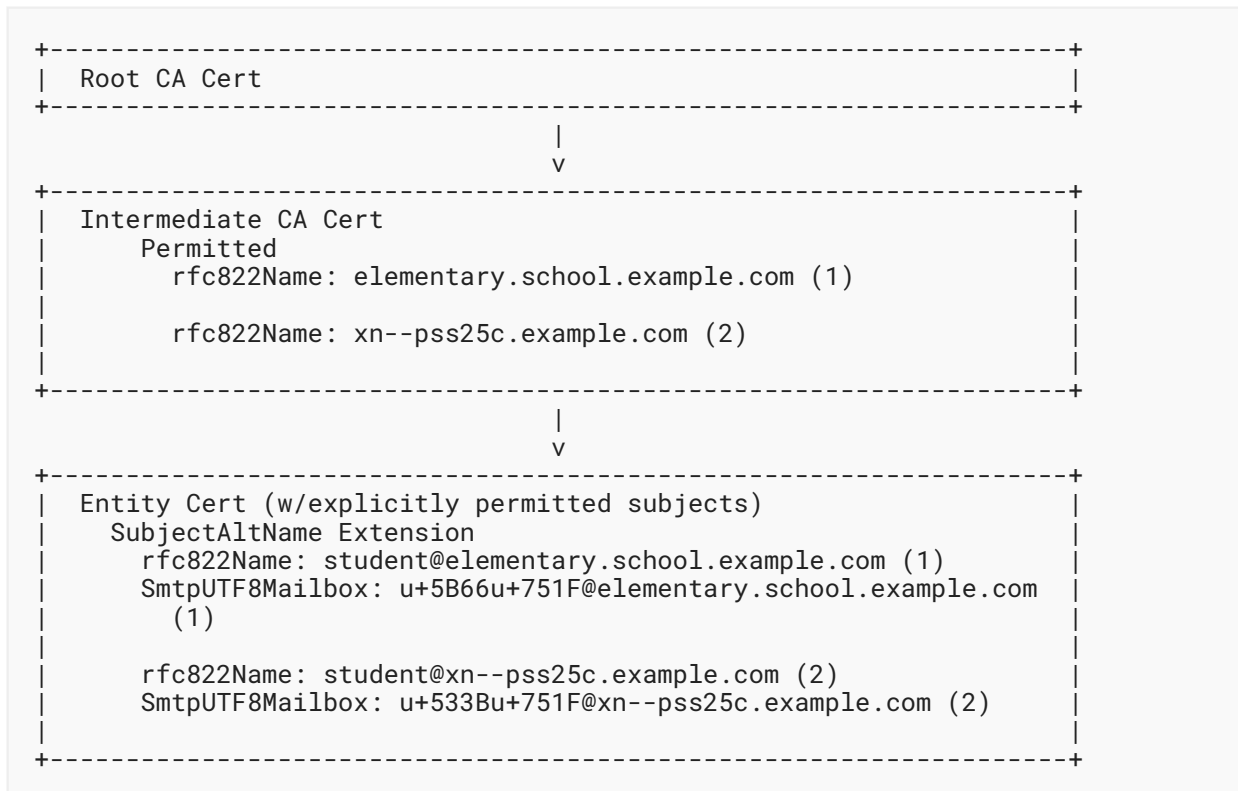 +-------------------------------------------------------------------+
|  Root CA Cert                                                     |
+-------------------------------------------------------------------+
                                  |
                                  v
+-------------------------------------------------------------------+
|  Intermediate CA Cert                                             |
|      Permitted                                                    |
|        rfc822Name: elementary.school.example.com (1)              |
|                                                                   |
|        rfc822Name: xn--pss25c.example.com (2)                     |
|                                                                   |
+-------------------------------------------------------------------+
                                  |
                                  v
+-------------------------------------------------------------------+
|  Entity Cert (w/explicitly permitted subjects)                    |
|    SubjectAltName Extension                                       |
|      rfc822Name: student@elementary.school.example.com (1)        |
|      SmtpUTF8Mailbox: u+5B66u+751F@elementary.school.example.com  |
|        (1)                                                        |
|                                                                   |
|      rfc822Name: student@xn--pss25c.example.com (2)               |
|      SmtpUTF8Mailbox: u+533Bu+751F@xn--pss25c.example.com (2)     |
|                                                                   |
+-------------------------------------------------------------------+